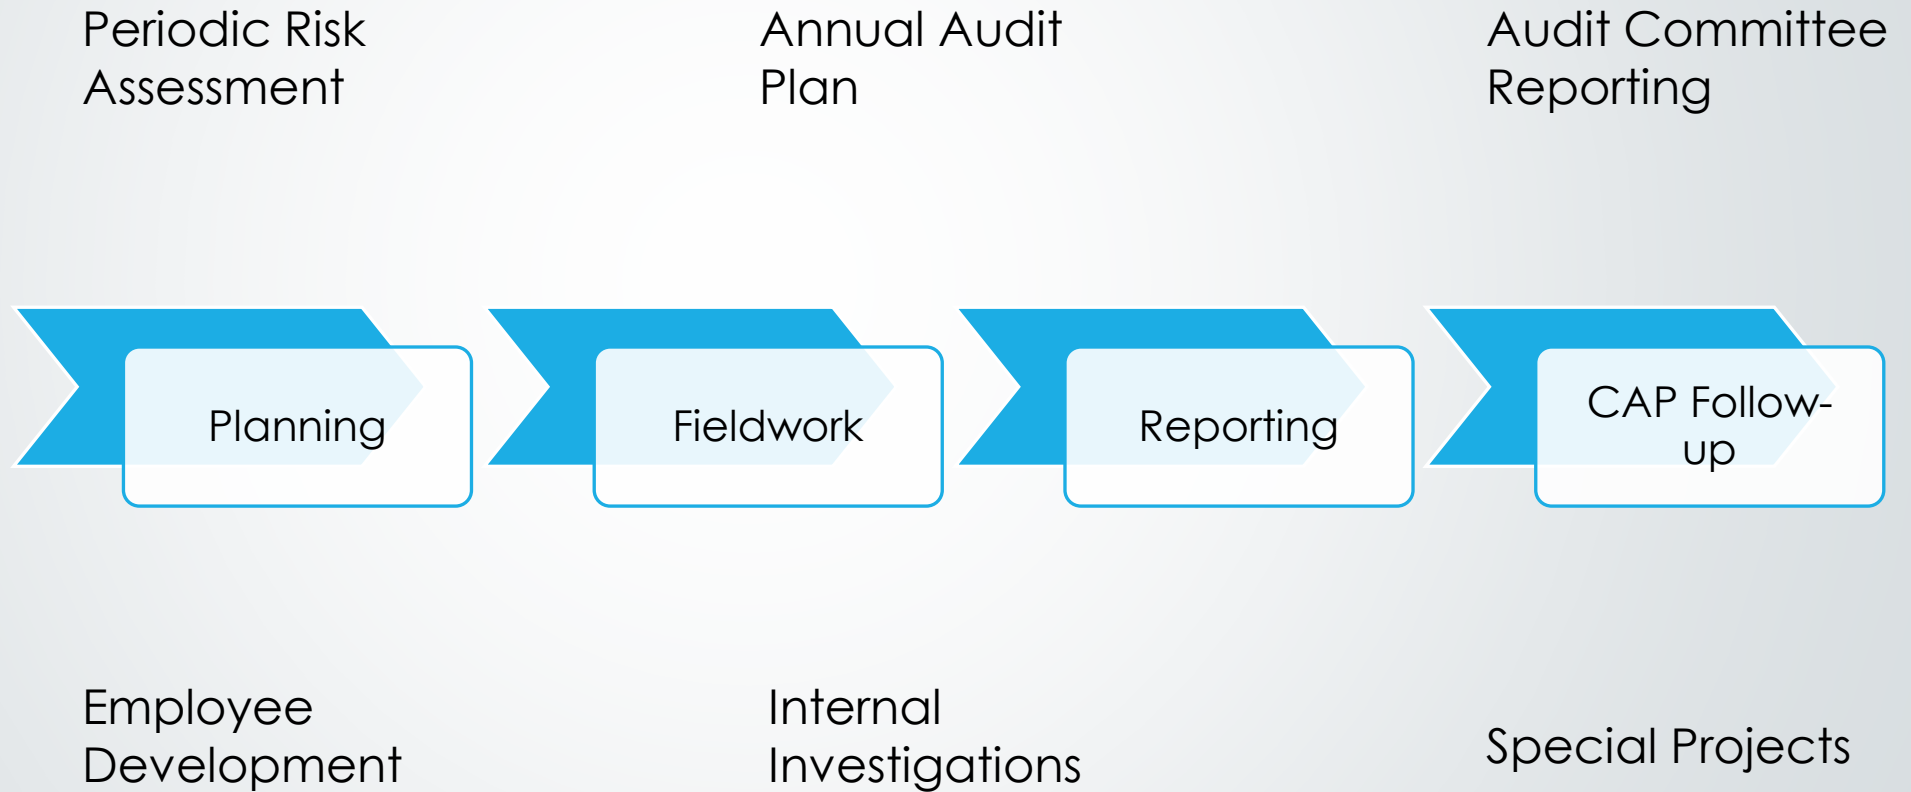 Periodic Risk
Assessment
Annual Audit
Plan
Audit Committee
Reporting
Planning
Fieldwork
Reporting
CAP Follow-
up
Employee
Development
Internal
Investigations
Special Projects